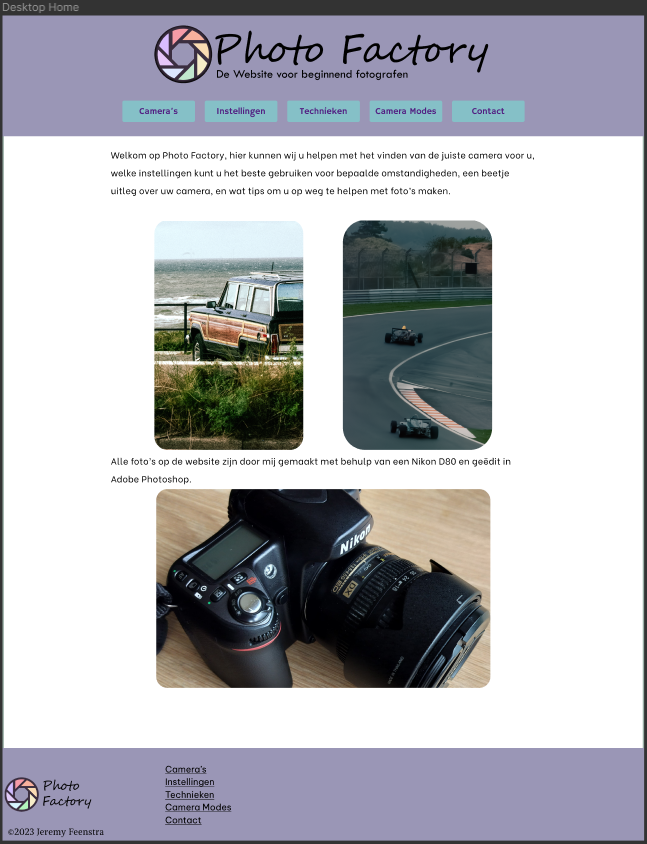 Desktop Home
Photo Factory
De Website voor beginnend fotografen
Camera's
Instellingen
Technieken
Camera Modes
Contact
Welkom op Photo Factory, hier kunnen wij u helpen met het vinden van de juiste camera voor u,
welke instellingen kunt u het beste gebruiken voor bepaalde omstandigheden, een beetje
uitleg over uw camera, en wat tips om u op weg te helpen met foto's maken.
Alle foto's op de website zijn door mij gemaakt met behulp van een Nikon D80 en geëdit in
Adobe Photoshop.
Nikon
DX
Camera's
Instellingen
Technieken
Camera Modes
Contact
Photo
Factory
©2023 Jeremy Feenstra